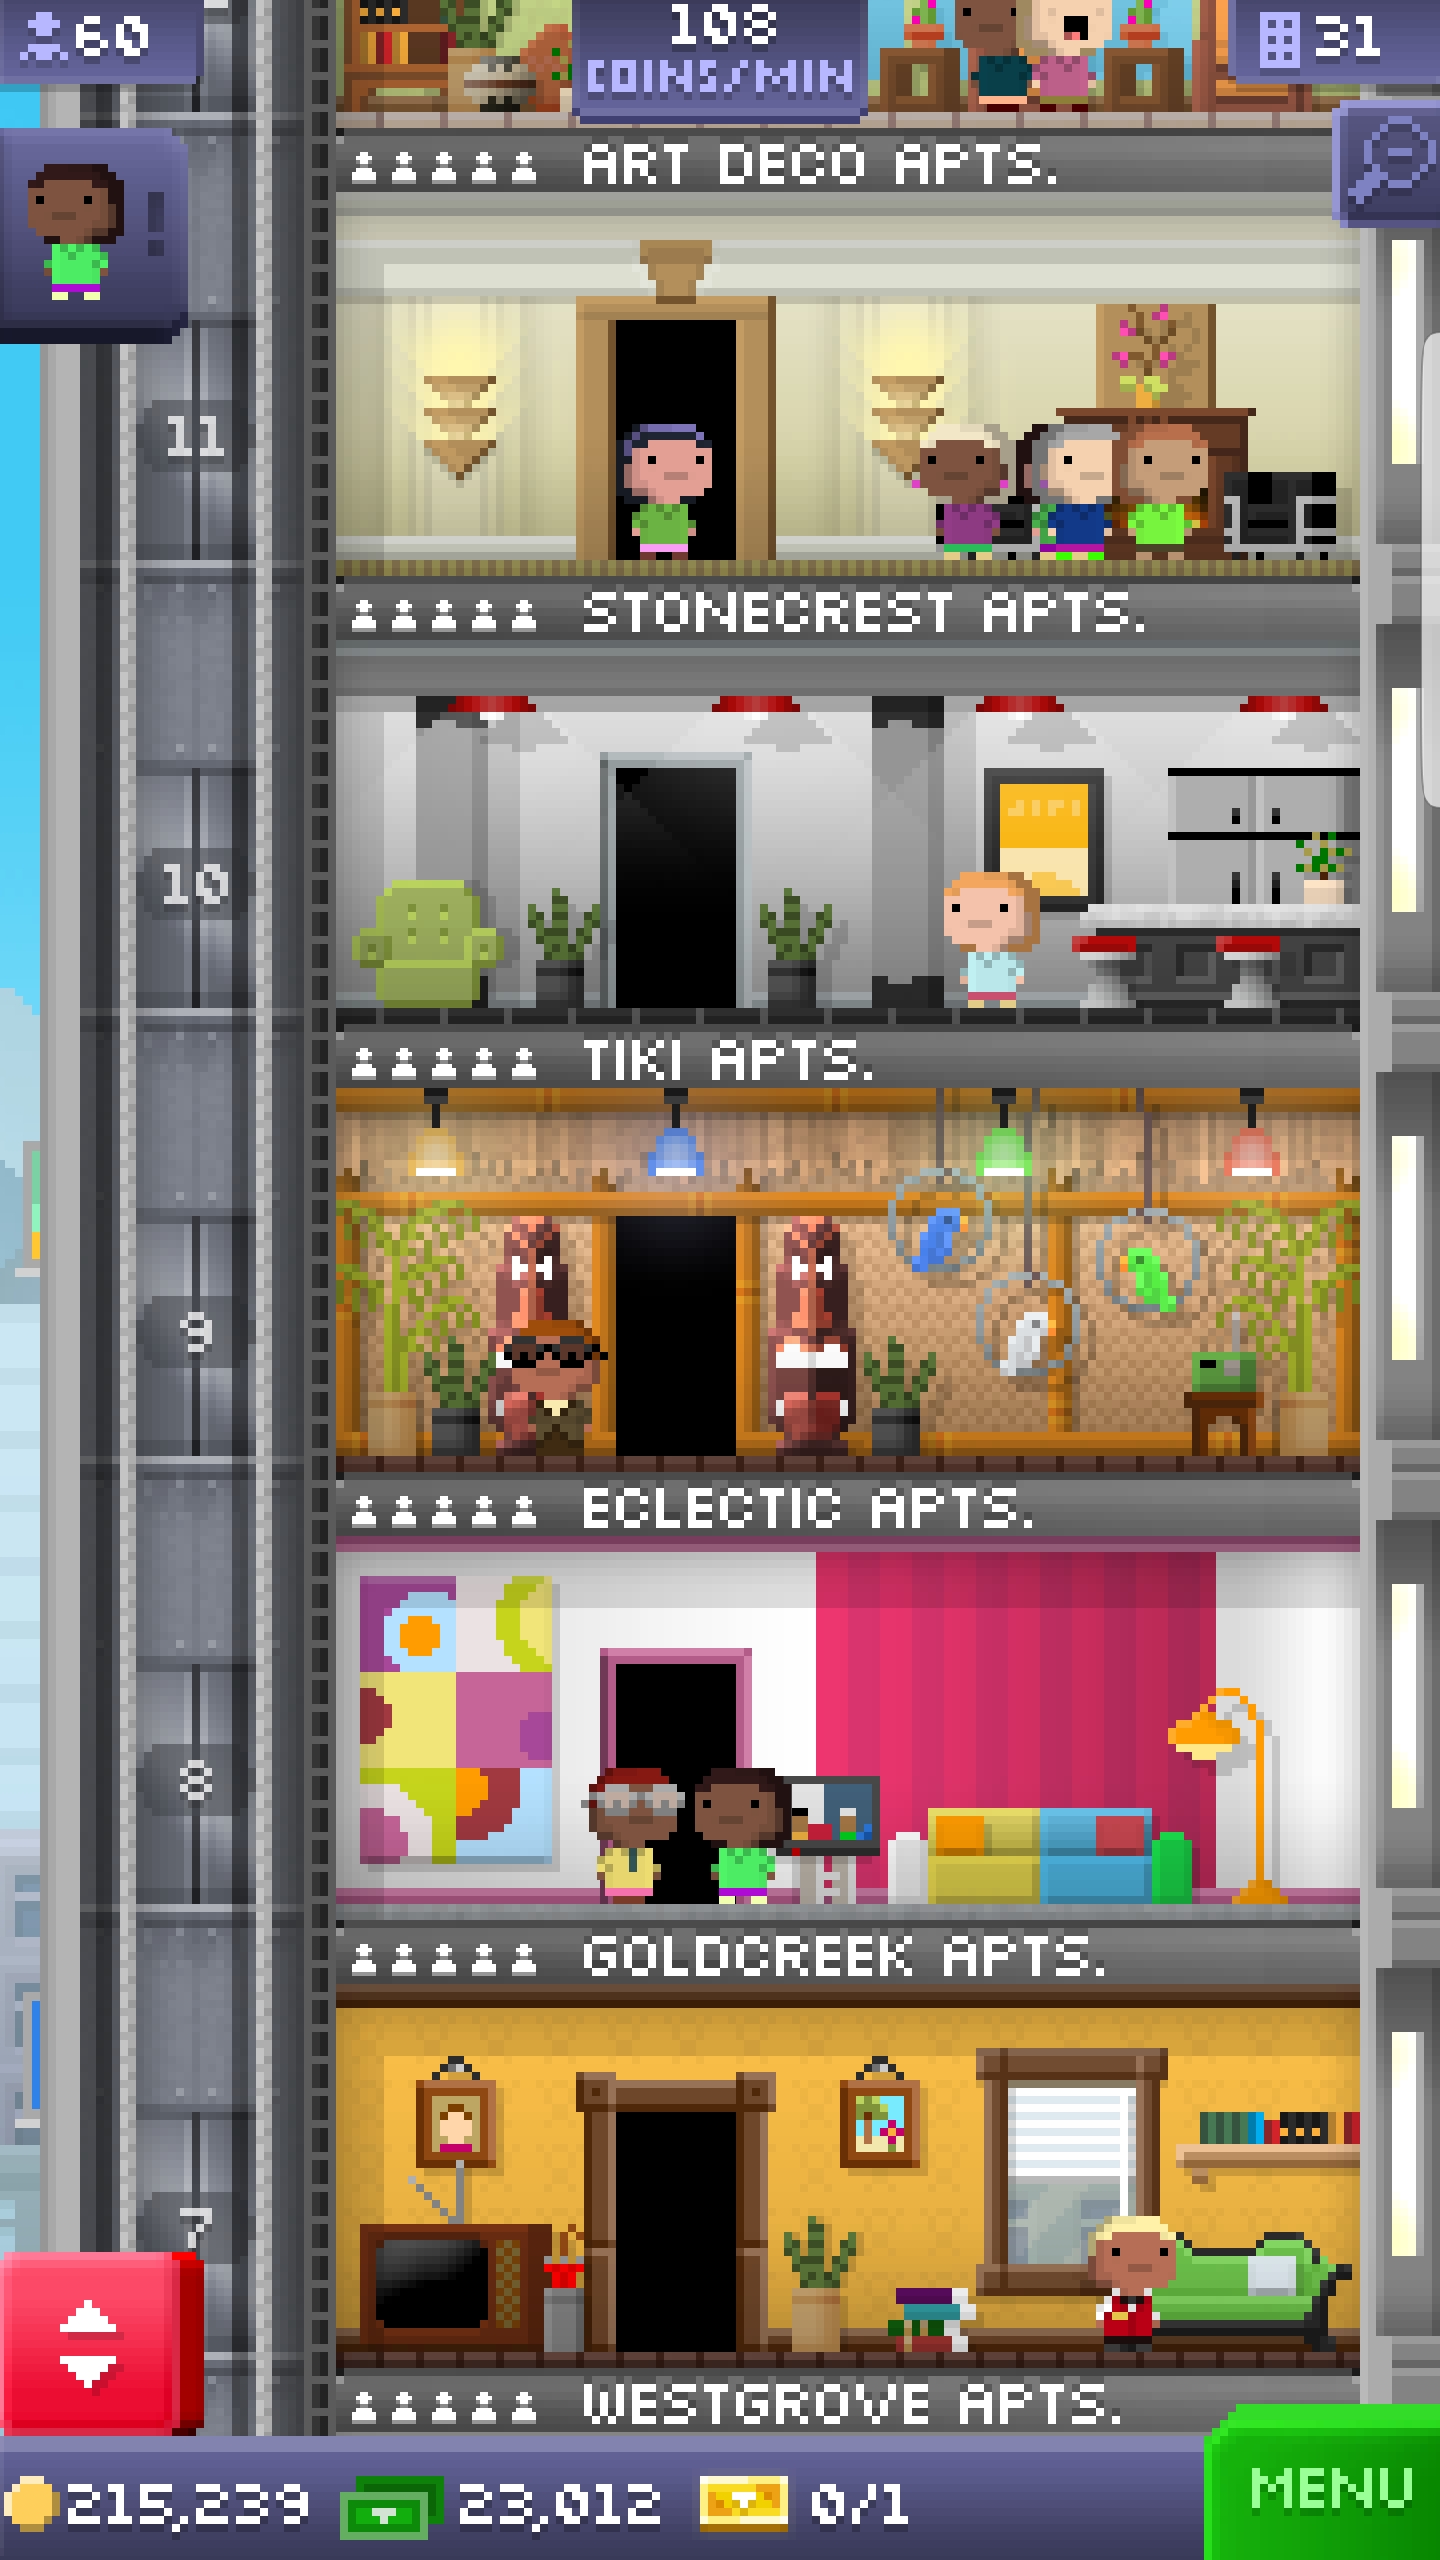 60
108
COINS/MIN
31
!
ART DECO APTS.
11
STONECREST APTS.
10
TIKI APTS.
9
ECLECTIC APTS.
8
GOLDCREEK APTS.
7
WESTGROVE APTS.
215,239 23,012 0/1
MENU